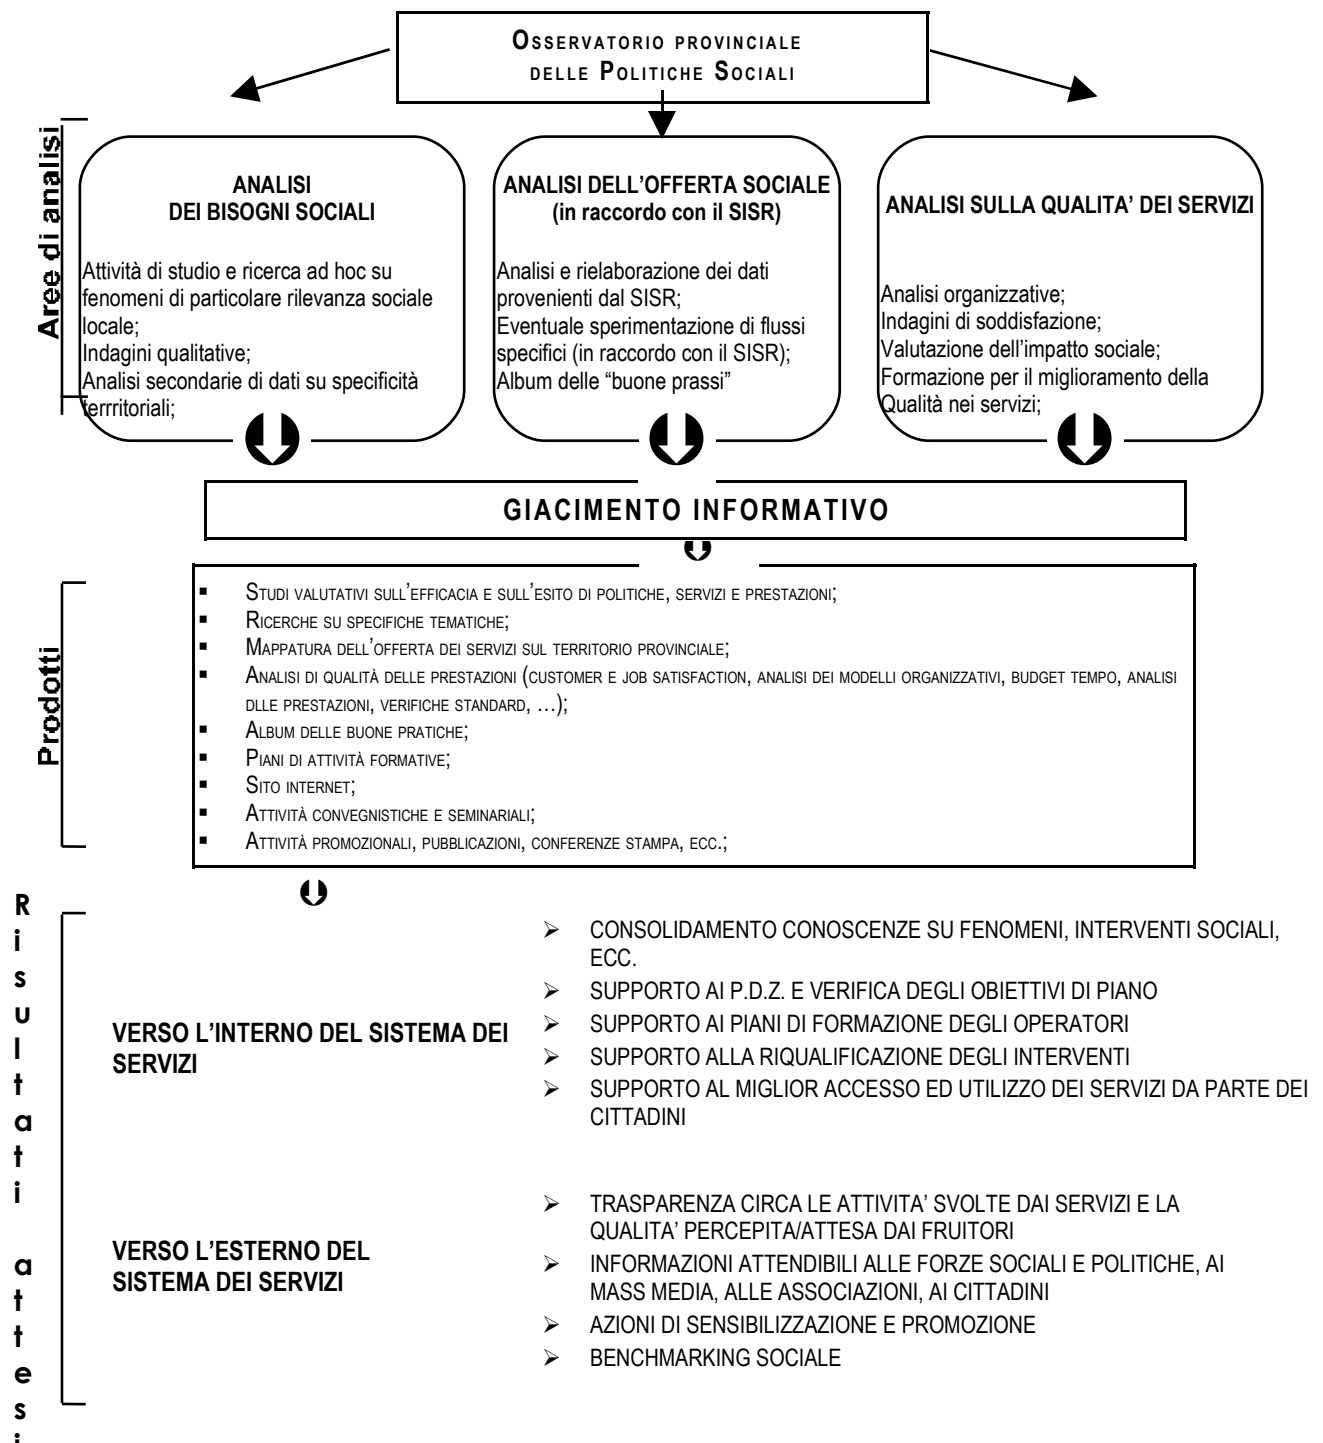 OSSERVATORIO PROVINCIALE
DELLE POLITICHE SOCIALI
Aree di analisi
ANALISI
DEI BISOGNI SOCIALI
Attività di studio e ricerca ad hoc su
fenomeni di particolare rilevanza sociale
locale;
Indagini qualitative;
Analisi secondarie di dati su specificità
terrritoriali;
ANALISI DELL’OFFERTA SOCIALE
(in raccordo con il SISR)
Analisi e rielaborazione dei dati
provenienti dal SISR;
Eventuale sperimentazione di flussi
specifici (in raccordo con il SISR);
Album delle “buone prassi”
ANALISI SULLA QUALITA’ DEI SERVIZI
Analisi organizzative;
Indagini di soddisfazione;
Valutazione dell’impatto sociale;
Formazione per il miglioramento della
Qualità nei servizi;
GIACIMENTO INFORMATIVO
Prodotti
▪ STUDI VALUTATIVI SULL’EFFICACIA E SULL’ESITO DI POLITICHE, SERVIZI E PRESTAZIONI;
▪ RICERCHE SU SPECIFICHE TEMATICHE;
▪ MAPPATURA DELL’OFFERTA DEI SERVIZI SUL TERRITORIO PROVINCIALE;
▪ ANALISI DI QUALITÀ DELLE PRESTAZIONI (CUSTOMER E JOB SATISFACTION, ANALISI DEI MODELLI ORGANIZZATIVI, BUDGET TEMPO, ANALISI
DLLE PRESTAZIONI, VERIFICHE STANDARD, …);
▪ ALBUM DELLE BUONE PRATICHE;
▪ PIANI DI ATTIVITÀ FORMATIVE;
▪ SITO INTERNET;
▪ ATTIVITÀ CONVEGNISTICHE E SEMINARIALI;
▪ ATTIVITÀ PROMOZIONALI, PUBBLICAZIONI, CONFERENZE STAMPA, ECC.;
Risultati attesi
VERSO L’INTERNO DEL SISTEMA DEI
SERVIZI
➢ CONSOLIDAMENTO CONOSCENZE SU FENOMENI, INTERVENTI SOCIALI,
ECC.
➢ SUPPORTO AI P.D.Z. E VERIFICA DEGLI OBIETTIVI DI PIANO
➢ SUPPORTO AI PIANI DI FORMAZIONE DEGLI OPERATORI
➢ SUPPORTO ALLA RIQUALIFICAZIONE DEGLI INTERVENTI
➢ SUPPORTO AL MIGLIOR ACCESSO ED UTILIZZO DEI SERVIZI DA PARTE DEI
CITTADINI
VERSO L’ESTERNO DEL
SISTEMA DEI SERVIZI
➢ TRASPARENZA CIRCA LE ATTIVITA’ SVOLTE DAI SERVIZI E LA
QUALITA’ PERCEPITA/ATTESA DAI FRUITORI
➢ INFORMAZIONI ATTENDIBILI ALLE FORZE SOCIALI E POLITICHE, AI
MASS MEDIA, ALLE ASSOCIAZIONI, AI CITTADINI
➢ AZIONI DI SENSIBILIZZAZIONE E PROMOZIONE
➢ BENCHMARKING SOCIALE